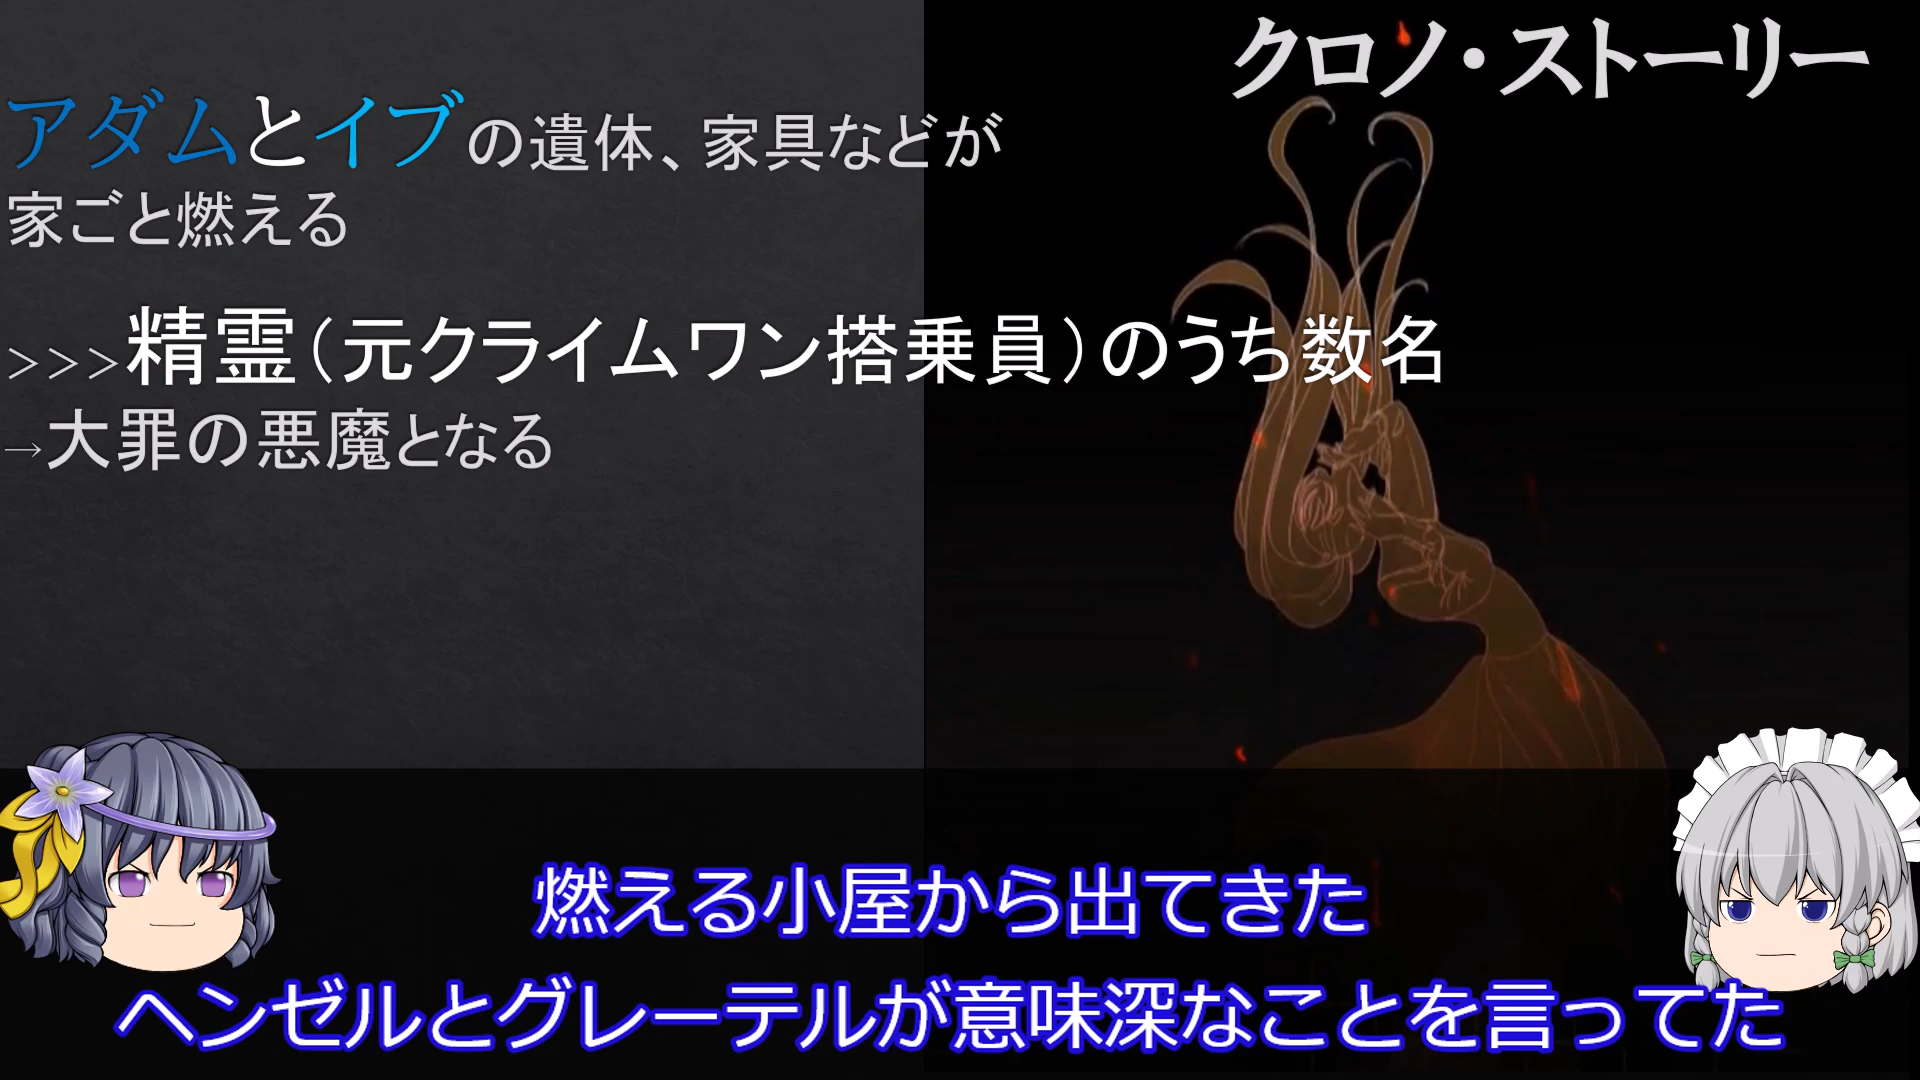 クロノ・ストーリー
アダムとイブの遺体、家具などが
家ごと燃える
>>>精霊（元クライムワン搭乗員）のうち数名
→大罪の悪魔となる
燃える小屋から出てきた
ヘンゼルとグレーテルが意味深なことを言ってた